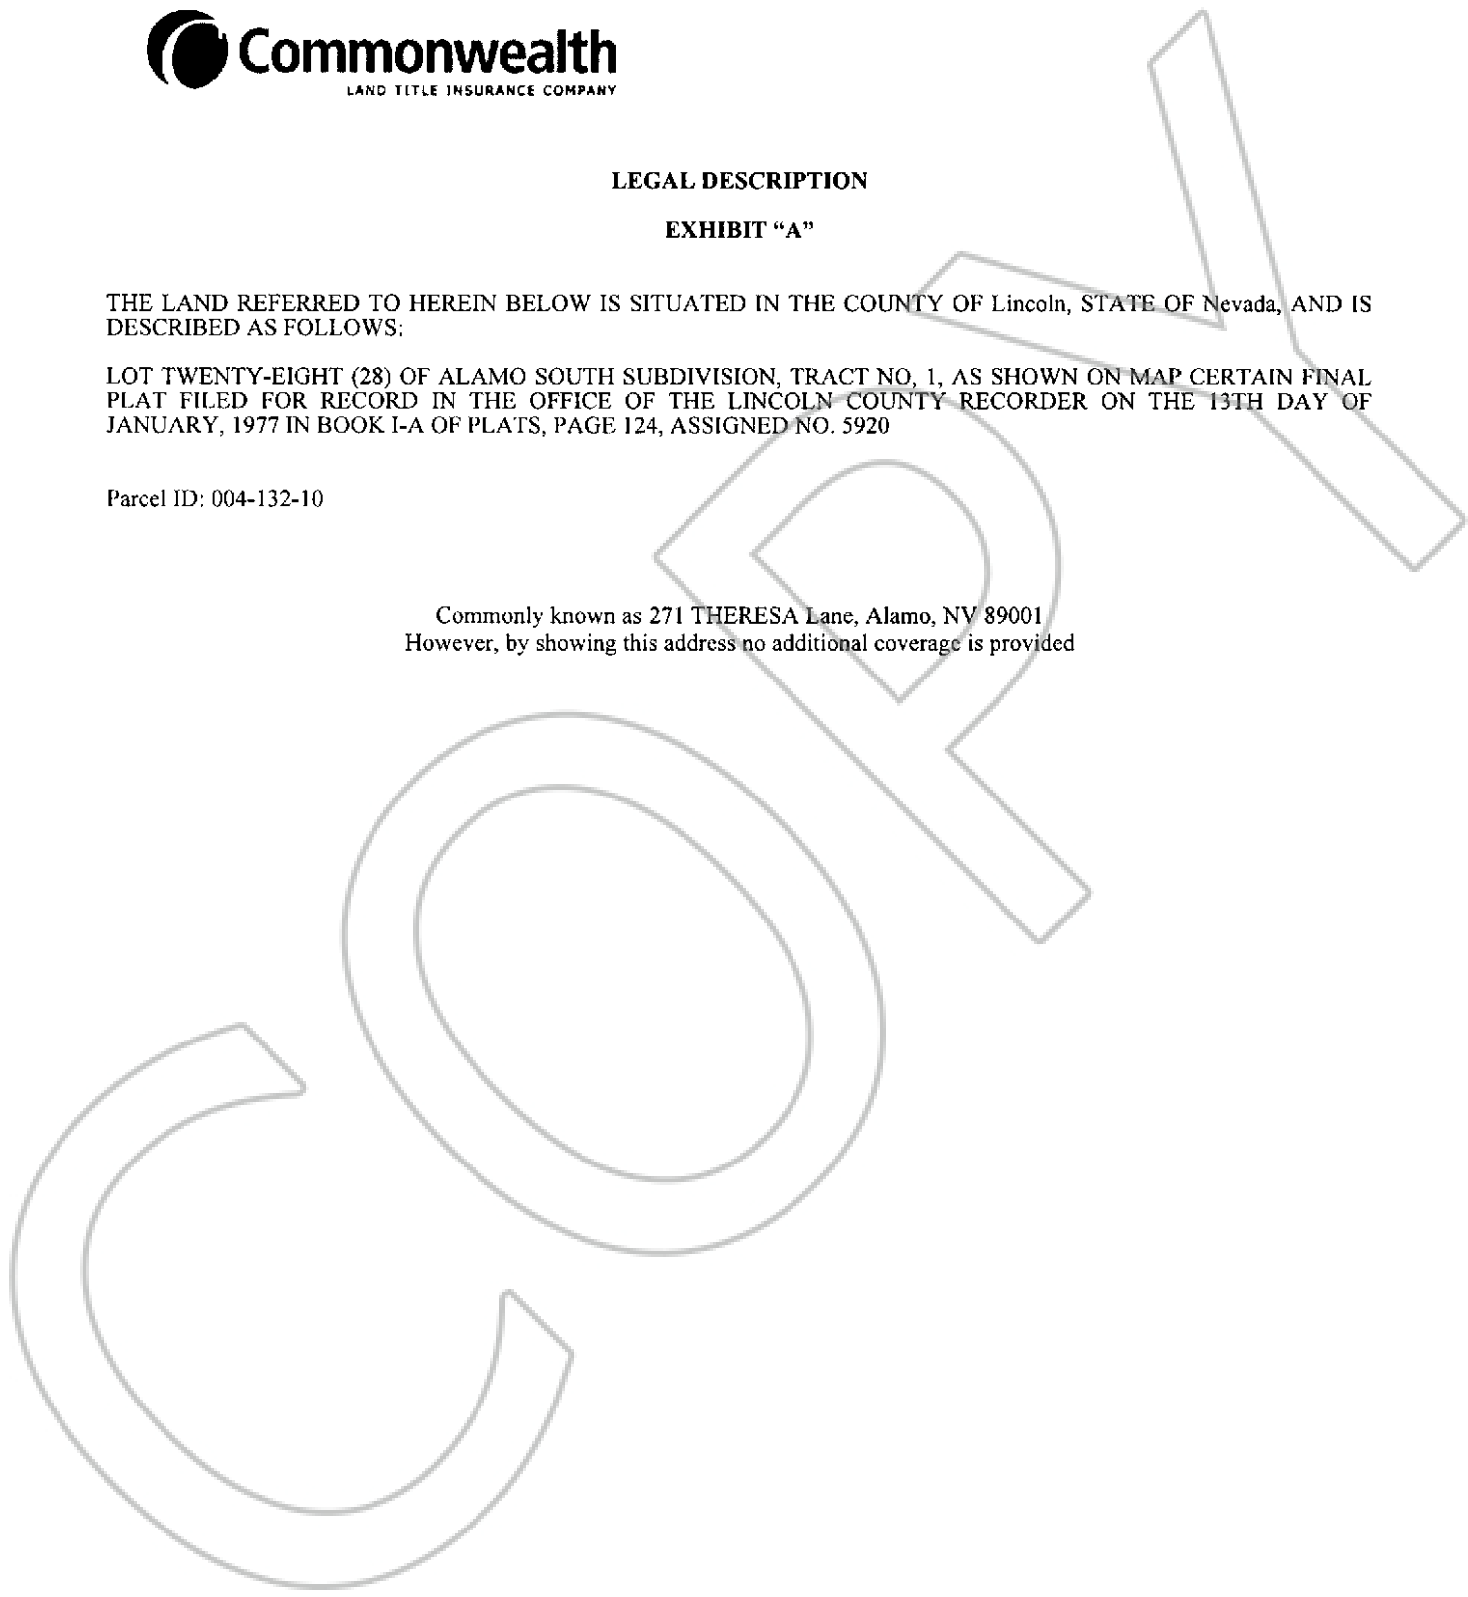 Commonwealth
LAND TITLE INSURANCE COMPANY
LEGAL DESCRIPTION
EXHIBIT “A”
THE LAND REFERRED TO HEREIN BELOW IS SITUATED IN THE COUNTY OF Lincoln, STATE OF Nevada, AND IS
DESCRIBED AS FOLLOWS:
LOT TWENTY-EIGHT (28) OF ALAMO SOUTH SUBDIVISION, TRACT NO, 1, AS SHOWN ON MAP CERTAIN FINAL
PLAT FILED FOR RECORD IN THE OFFICE OF THE LINCOLN COUNTY RECORDER ON THE 13TH DAY OF
JANUARY, 1977 IN BOOK I-A OF PLATS, PAGE 124, ASSIGNED NO. 5920
Parcel ID: 004-132-10
Commonly known as 271 THERESA Lane, Alamo, NV 89001
However, by showing this address no additional coverage is provided
COPY